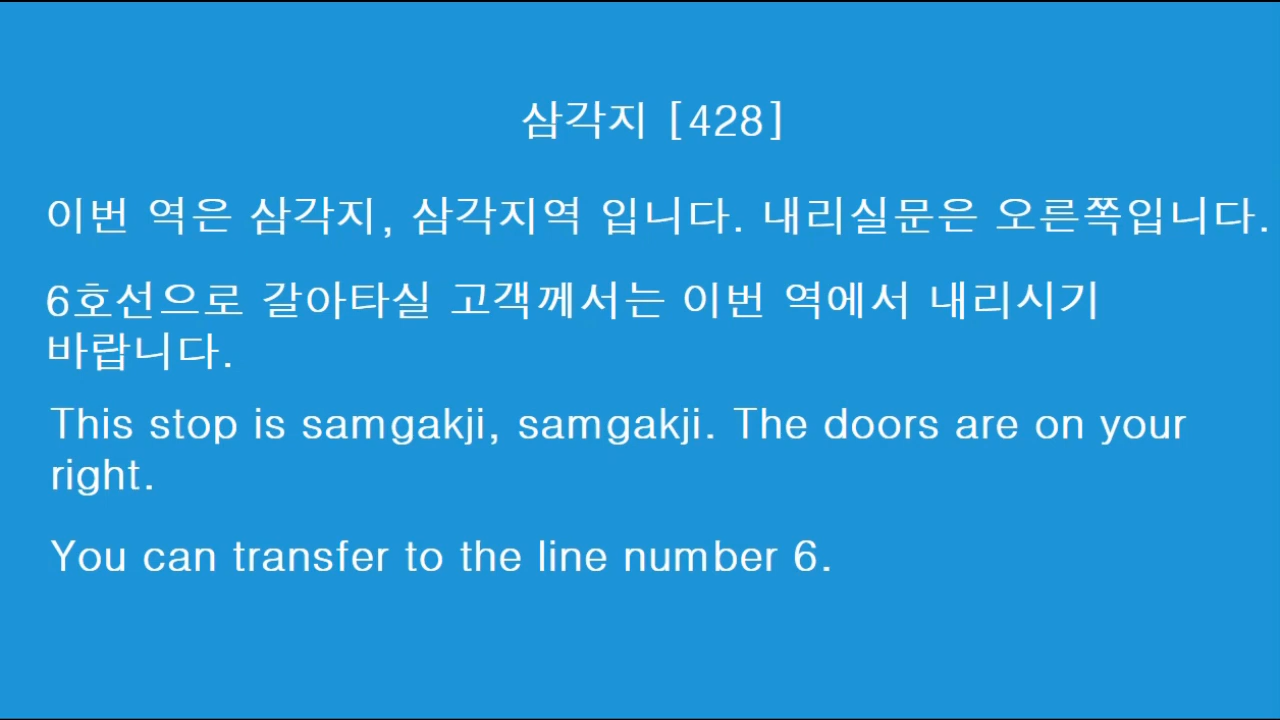 삼각지 [428]
이번 역은 삼각지, 삼각지역 입니다. 내리실문은 오른쪽입니다.
6호선으로 갈아타실 고객께서는 이번 역에서 내리시기
바랍니다.
This stop is samgakji, samgakji. The doors are on your
right.
You can transfer to the line number 6.